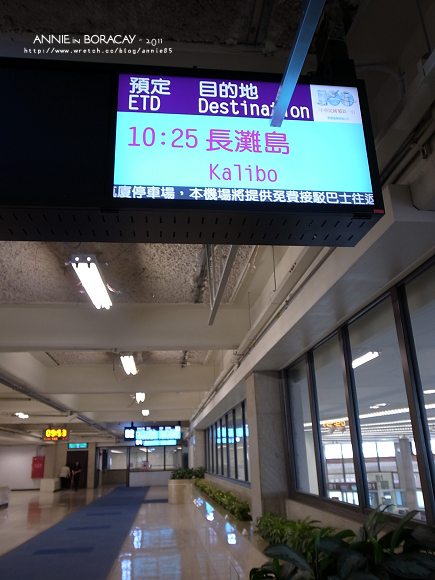 ANNIE IN BORACAY - 2011
http://www.wretch.cc/blog/annie85
預定 目的地
ETD Destination
10:25 長灘島
Kalibo
廈停車場，本機場將提供免費接駁巴士往返